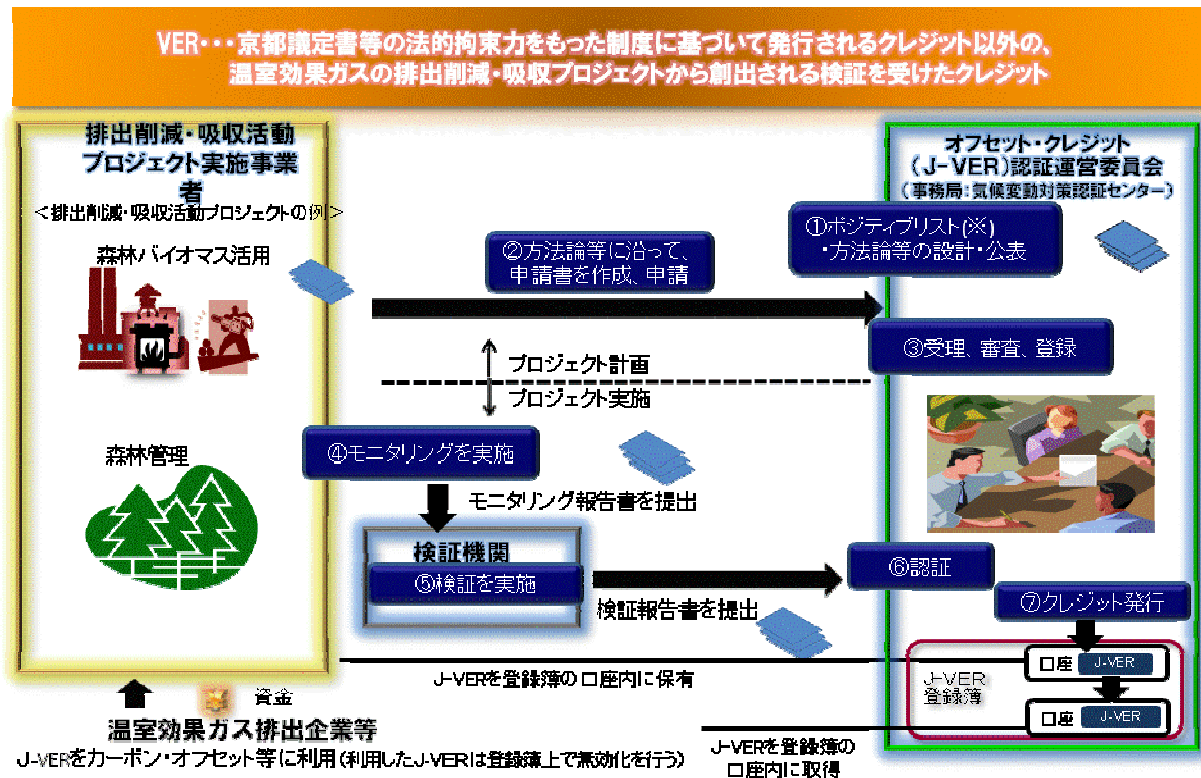 VER・・・京都議定書等の法的拘束力をもった制度に基づいて発行されるクレジット以外の、
温室効果ガスの排出削減・吸収プロジェクトから創出される検証を受けたクレジット
排出削減・吸収活動
プロジェクト実施事業
者
＜排出削減・吸収活動プロジェクトの例＞
森林バイオマス活用
森林管理
オフセット・クレジット
（J-VER）認証運営委員会
（事務局：気候変動対策認証センター）
①ポジティブリスト(※)
・方法論等の設計・公表
②方法論等に沿って、
申請書を作成、申請
③受理、審査、登録
プロジェクト計画
プロジェクト実施
④モニタリングを実施
モニタリング報告書を提出
検証機関
⑤検証を実施
検証報告書を提出
⑥認証
⑦クレジット発行
J-VER
登録簿
口座 J-VER
口座 J-VER
J-VERを登録簿の口座内に保有
資金
温室効果ガス排出企業等
J-VERをカーボン・オフセット等に利用（利用したJ-VERは登録簿上で無効化を行う）
J-VERを登録簿の
口座内に取得